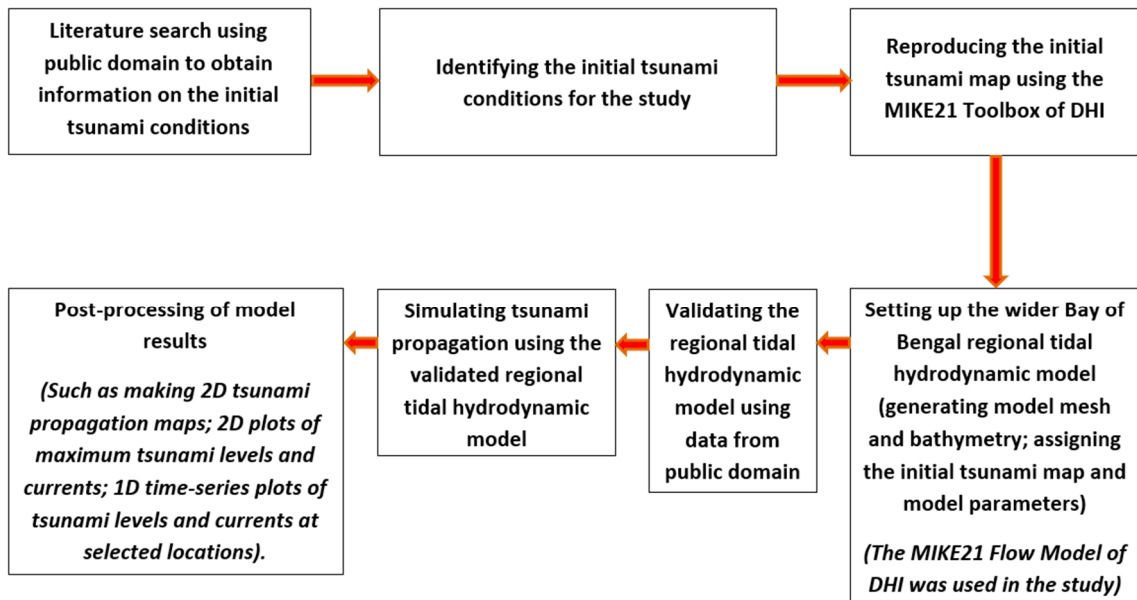 Literature search using
public domain to obtain
information on the initial
tsunami conditions
Identifying the initial tsunami
conditions for the study
Reproducing the initial
tsunami map using the
MIKE21 Toolbox of DHI
Setting up the wider Bay of
Bengal regional tidal
hydrodynamic model
(generating model mesh
and bathymetry; assigning
the initial tsunami map and
model parameters)
(The MIKE21 Flow Model of
DHI was used in the study)
Validating the
regional tidal
hydrodynamic
model using
data from
public domain
Simulating tsunami
propagation using the
validated regional
tidal hydrodynamic
model
Post-processing of model
results
(Such as making 2D tsunami
propagation maps; 2D plots of
maximum tsunami levels and
currents; 1D time-series plots of
tsunami levels and currents at
selected locations).